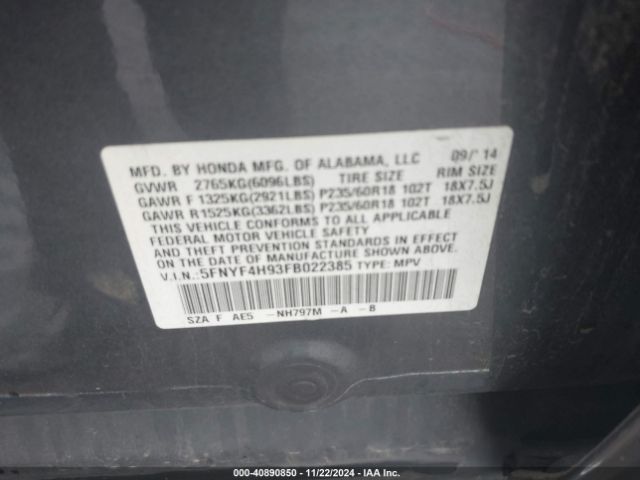 MFD. BY HONDA MFG. OF ALABAMA, LLC 09/'14
GVWR 2765KG(6096LBS) TIRE SIZE RIM SIZE
GAWR F 1325KG(2921LBS) P235/60R18 102T 18X7.5J
GAWR R1525KG(3362LBS) P235/60R18 102T 18X7.5J
THIS VEHICLE CONFORMS TO ALL APPLICABLE
FEDERAL MOTOR VEHICLE SAFETY
AND THEFT PREVENTION STANDARDS IN EFFECT
ON THE DATE OF MANUFACTURE SHOWN ABOVE.
V.I.N.: 5FNYF4H93FB022385 TYPE: MPV
SZA F AE5 -NH797M -A -B
000-40890850 - 11/22/2024 - IAA Inc.